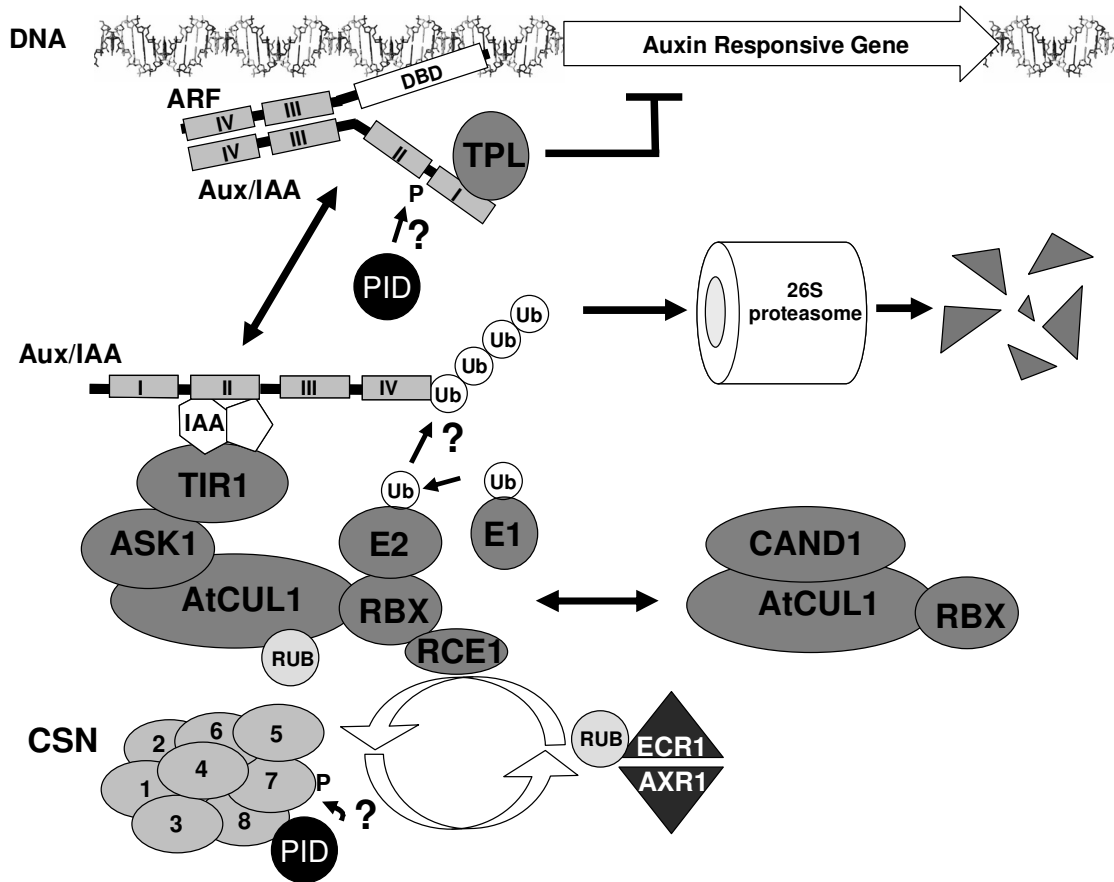 DNA
Auxin Responsive Gene
DBD
ARF
IV
III
IV
III
II
I
TPL
Aux/IAA
P
?
PID
26S
proteasome
Ub
Ub
Ub
Ub
Aux/IAA
I
II
III
IV
IAA
?
TIR1
Ub
Ub
ASK1
E2
E1
CAND1
AtCUL1
RBX
AtCUL1
RBX
RUB
RCE1
CSN
2
6
5
4
1
7
P
3
8
?
PID
RUB
ECR1
AXR1